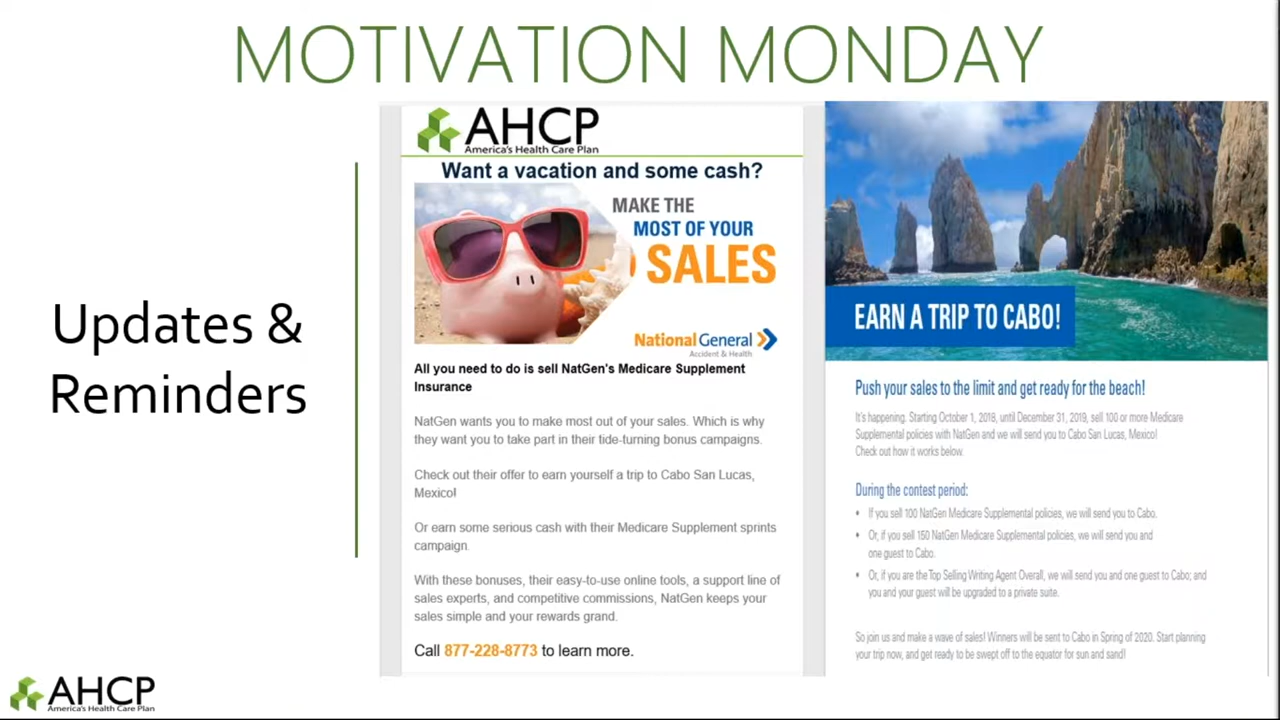 MOTIVATION MONDAY
Updates &
Reminders
AHCP
America's Health Care Plan
Want a vacation and some cash?
MAKE THE
MOST OF YOUR
SALES
National General
Accident & Health
All you need to do is sell NatGen's Medicare Supplement
Insurance
NatGen wants you to make most out of your sales. Which is why
they want you to take part in their tide-turning bonus campaigns.
Check out their offer to earn yourself a trip to Cabo San Lucas,
Mexico!
Or earn some serious cash with their Medicare Supplement sprints
campaign.
With these bonuses, their easy-to-use online tools, a support line of
sales experts, and competitive commissions, NatGen keeps your
sales simple and your rewards grand.
Call 877-228-8773 to learn more.
EARN A TRIP TO CABO!
Push your sales to the limit and get ready for the beach!
It's happening. Starting October 1, 2018, until December 31, 2019, sell 100 or more Medicare
Supplemental policies with NatGen and we will send you to Cabo San Lucas, Mexico!
Check out how it works below.
During the contest period:
• If you sell 100 NatGen Medicare Supplemental policies, we will send you to Cabo.
• Or, if you sell 150 NatGen Medicare Supplemental policies, we will send you and
one guest to Cabo.
• Or, if you are the Top Selling Writing Agent Overall, we will send you and one guest to Cabo; and
you and your guest will be upgraded to a private suite.
So join us and make a wave of sales! Winners will be sent to Cabo in Spring of 2020. Start planning
your trip now, and get ready to be swept off to the equator for sun and sand!
AHCP
America's Health Care Plan